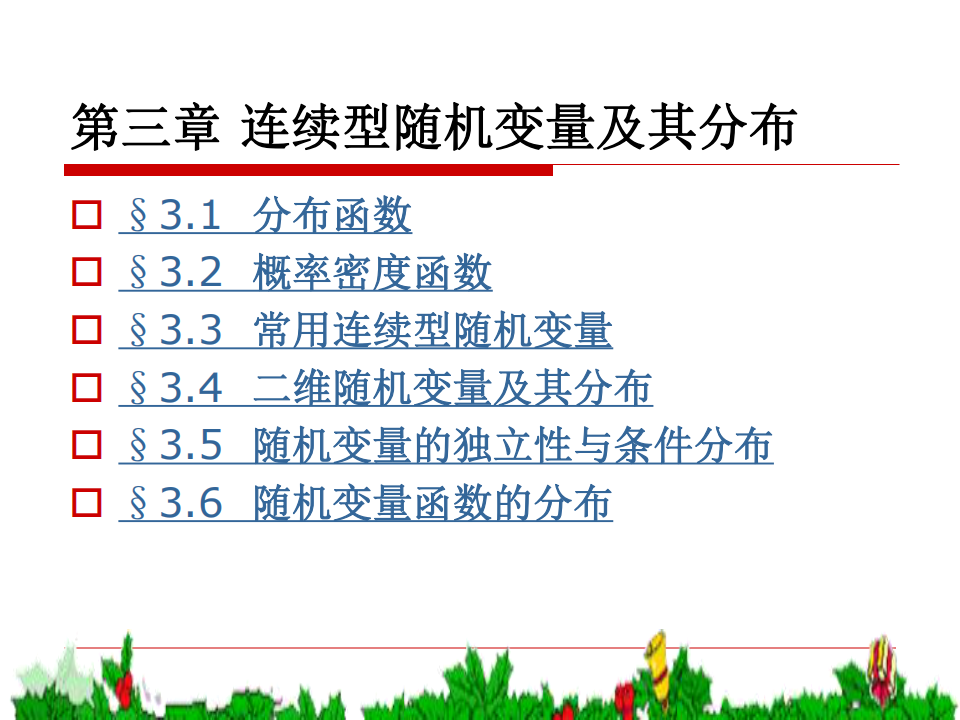 第三章 连续型随机变量及其分布
§3.1 分布函数
§3.2 概率密度函数
§3.3 常用连续型随机变量
§3.4 二维随机变量及其分布
§3.5 随机变量的独立性与条件分布
§3.6 随机变量函数的分布